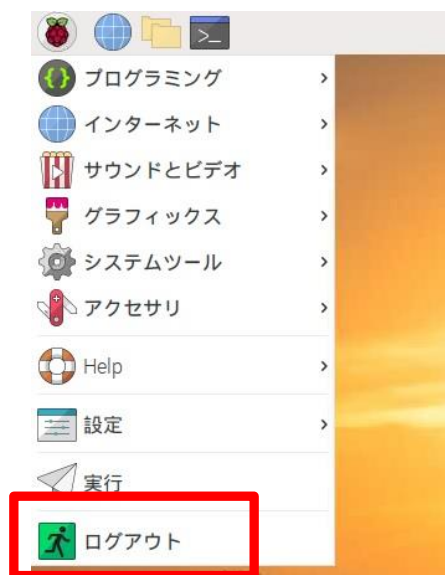 >_
プログラミング
インターネット
サウンドとビデオ
グラフィックス
システムツール
アクセサリ
Help
設定
実行
ログアウト